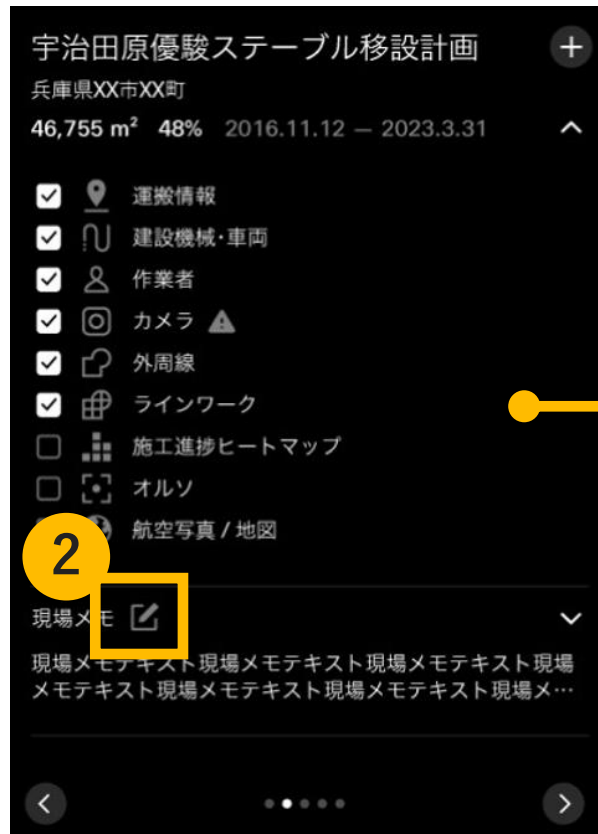 宇治田原優駿ステーブル移設計画
兵庫県XX市XX町
46,755 m² 48% 2016.11.12 — 2023.3.31
運搬情報
建設機械･車両
作業者
カメラ
外周線
ラインワーク
施工進捗ヒートマップ
オルソ
航空写真 / 地図
2
現場メモ
現場メモテキスト現場メモテキスト現場メモテキスト現場
メモテキスト現場メモテキスト現場メモテキスト現場メ…